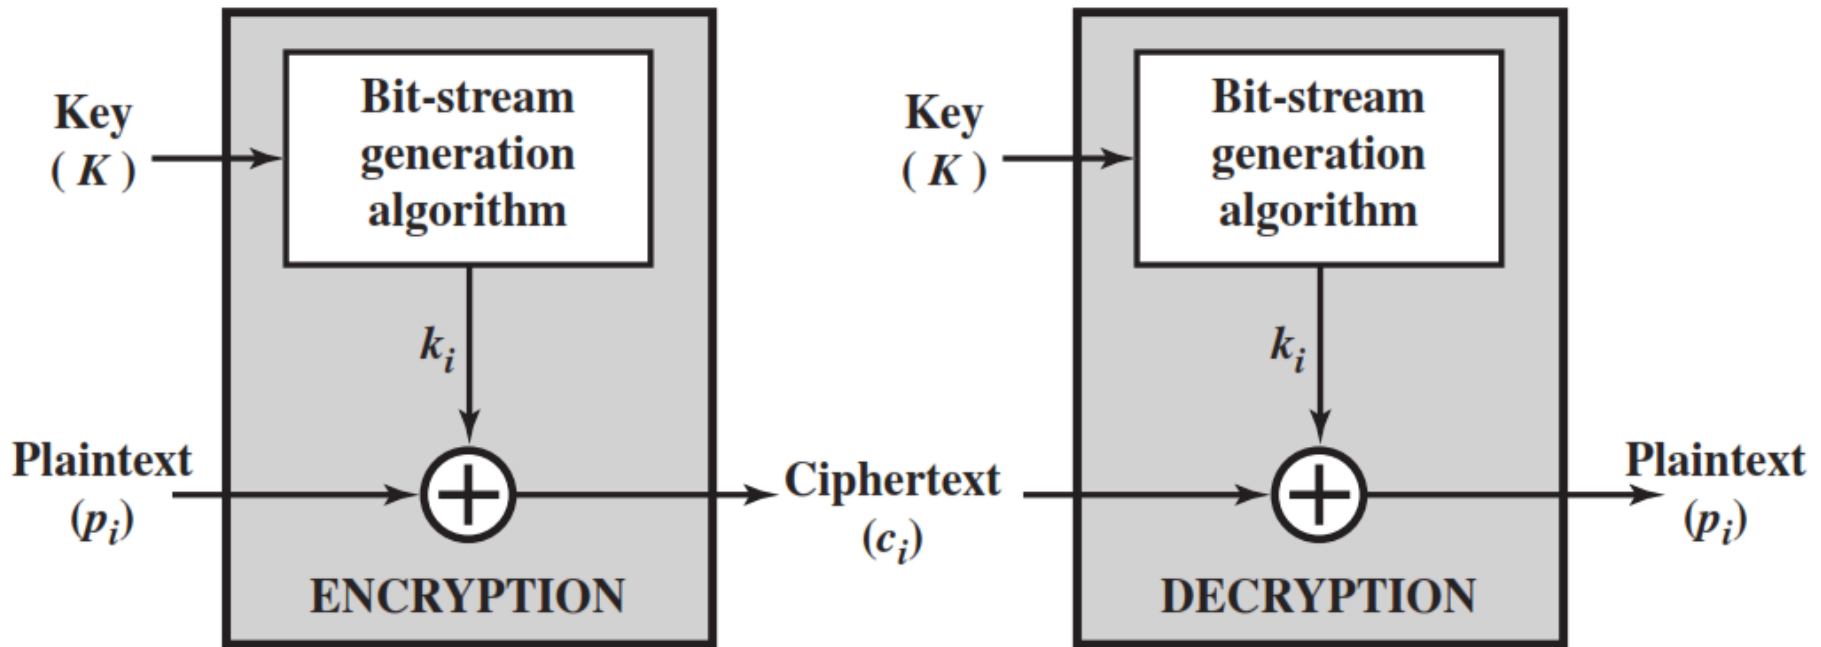 Key
( K )
Bit-stream
generation
algorithm
k_i
Plaintext
(p_i)
ENCRYPTION
Ciphertext
(c_i)
Key
( K )
Bit-stream
generation
algorithm
k_i
Plaintext
(p_i)
DECRYPTION